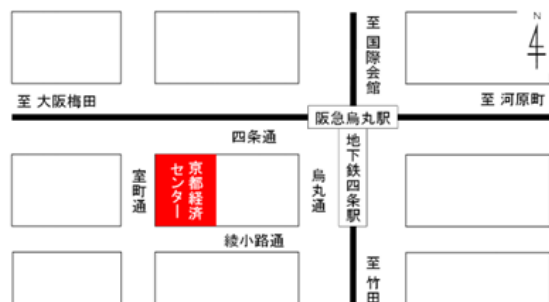 N
至 国際会館
至 大阪梅田
至 河原町
阪急烏丸駅
四条通
地下鉄四条駅
室町通
京都経済
センター
烏丸通
綾小路通
至 竹田